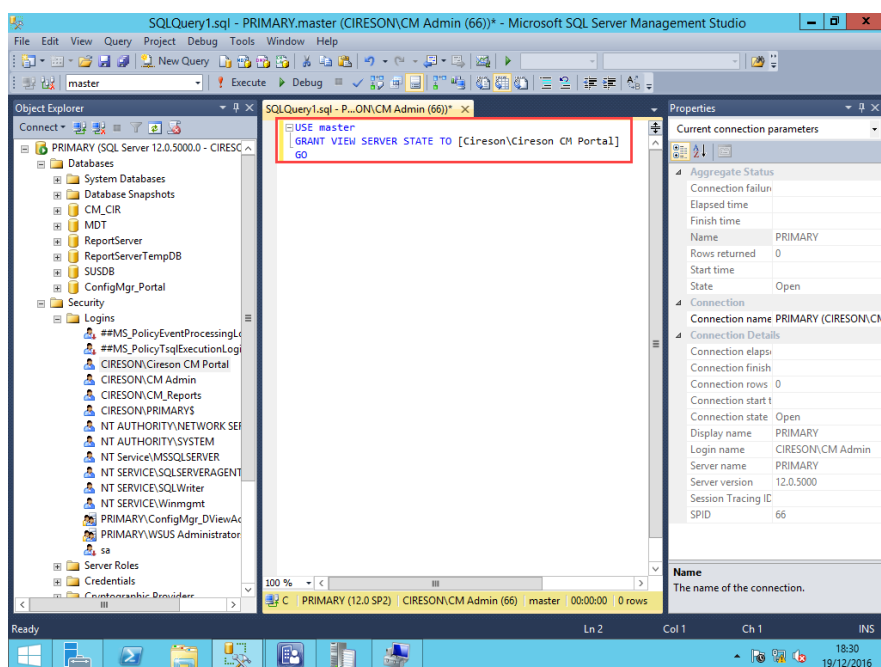 SQLQuery1.sql - PRIMARY.master (CIRESON\CM Admin (66))* - Microsoft SQL Server Management Studio
File Edit View Query Project Debug Tools Window Help
New Query
master
Execute Debug
Object Explorer
Connect
PRIMARY (SQL Server 12.0.5000.0 - CIRESC
Databases
System Databases
Database Snapshots
CM_CIR
MDT
ReportServer
ReportServerTempDB
SUSDB
ConfigMgr_Portal
Security
Logins
##MS_PolicyEventProcessingLo
##MS_PolicyTsqlExecutionLogi
CIRESON\Cireson CM Portal
CIRESON\CM Admin
CIRESON\CM_Reports
CIRESON\PRIMARY$
NT AUTHORITY\NETWORK SEF
NT AUTHORITY\SYSTEM
NT Service\MSSQLSERVER
NT SERVICE\SQLSERVERAGENT
NT SERVICE\SQLWriter
NT SERVICE\Winmgmt
PRIMARY\ConfigMgr_DViewAc
PRIMARY\WSUS Administrator
sa
Server Roles
Credentials
Cryptographic Providers
SQLQuery1.sql - P...ON\CM Admin (66))*
USE master
GRANT VIEW SERVER STATE TO [Cireson\Cireson CM Portal]
GO
100 %
C PRIMARY (12.0 SP2) CIRESON\CM Admin (66) master 00:00:00 0 rows
Properties
Current connection parameters
Aggregate Status
Connection failure
Elapsed time
Finish time
Name PRIMARY
Rows returned 0
Start time
State Open
Connection
Connection name PRIMARY (CIRESON\CM
Connection Details
Connection elaps
Connection finish
Connection rows 0
Connection start t
Connection state Open
Display name PRIMARY
Login name CIRESON\CM Admin
Server name PRIMARY
Server version 12.0.5000
Session Tracing ID
SPID 66
Name
The name of the connection.
Ready Ln 2 Col 1 Ch 1 INS
18:30
19/12/2016